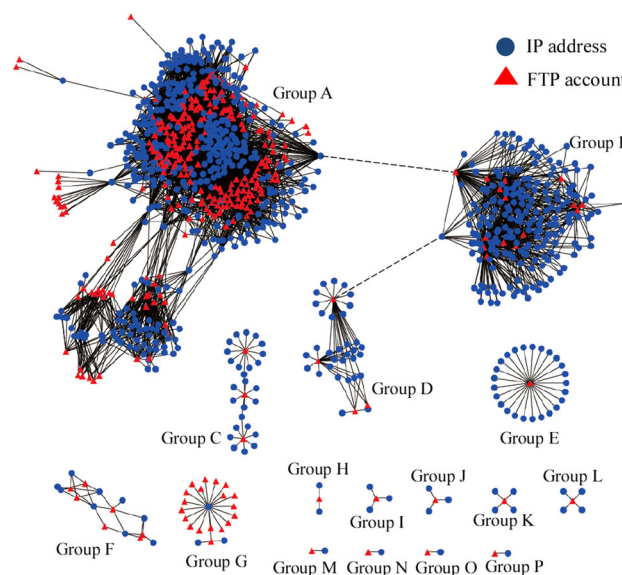 IP address
FTP account
Group A
Group
Group D
Group C
Group E
Group H
Group J
Group L
Group I
Group K
Group F
Group G
Group M
Group N
Group O
Group P